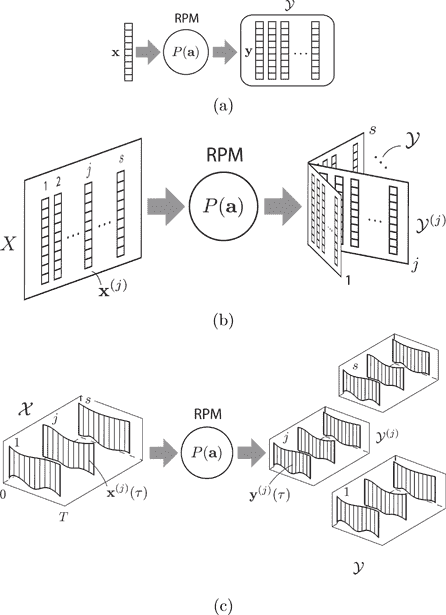 RPM
𝒴
x
P(a)
y
...
(a)
RPM
1 2 j s
... ...
P(a)
X
x^(j)
s
...
𝒴
𝒴^(j)
...
j
1
(b)
𝒳
1
j
s
0
T
x^(j)(τ)
RPM
P(a)
s
j
𝒴^(j)
y^(j)(τ)
1
𝒴
(c)